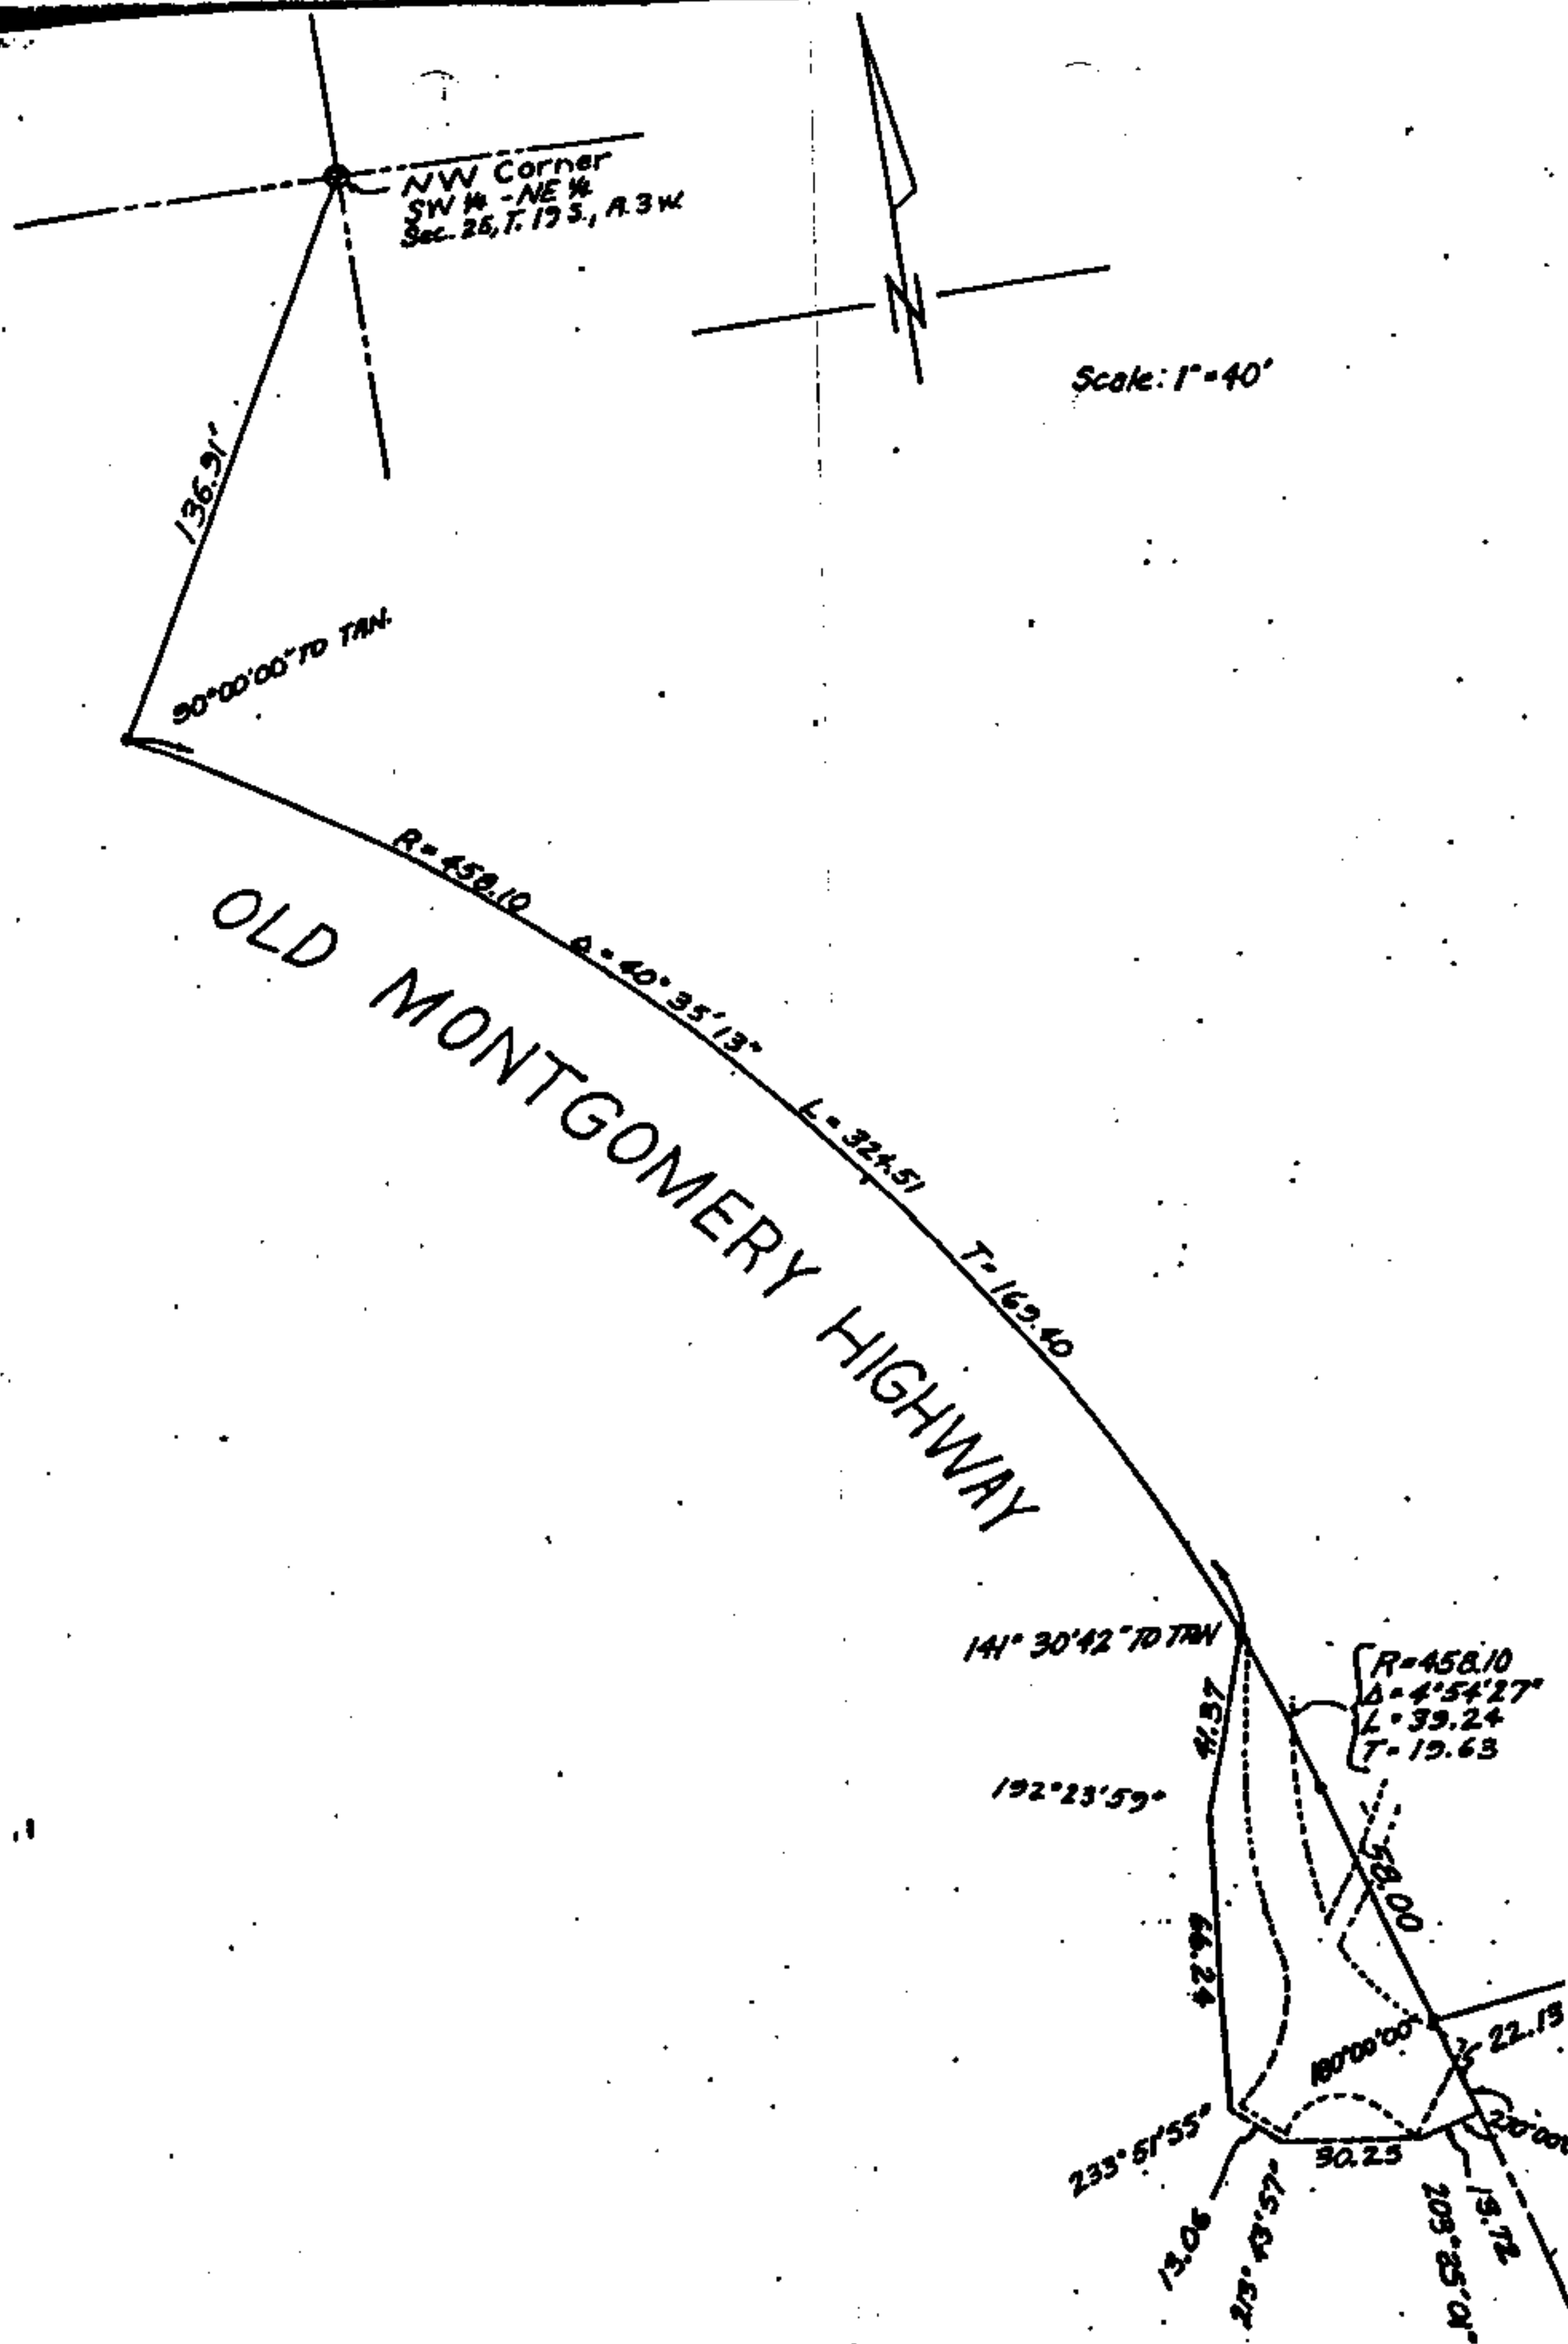 NW Corner
SW ¼ - NE ¼
Sec. 25, T. 19 S., R. 3 W.
N
Scale: 1" = 40'
136.91'
90°00'00" TO TAN.
R = 458.10
Δ = 40° 35' 13"
L = 324.51
T = 169.40
OLD MONTGOMERY HIGHWAY
141° 30' 42" TO TAN
R = 458.10
Δ = 4° 54' 27"
L = 39.24
T = 19.63
41.37
192° 23' 59"
58.00
66.24
180°00'00"
22.13
233° 51' 55"
30.25
13.06
213° 43' 57"
13.72